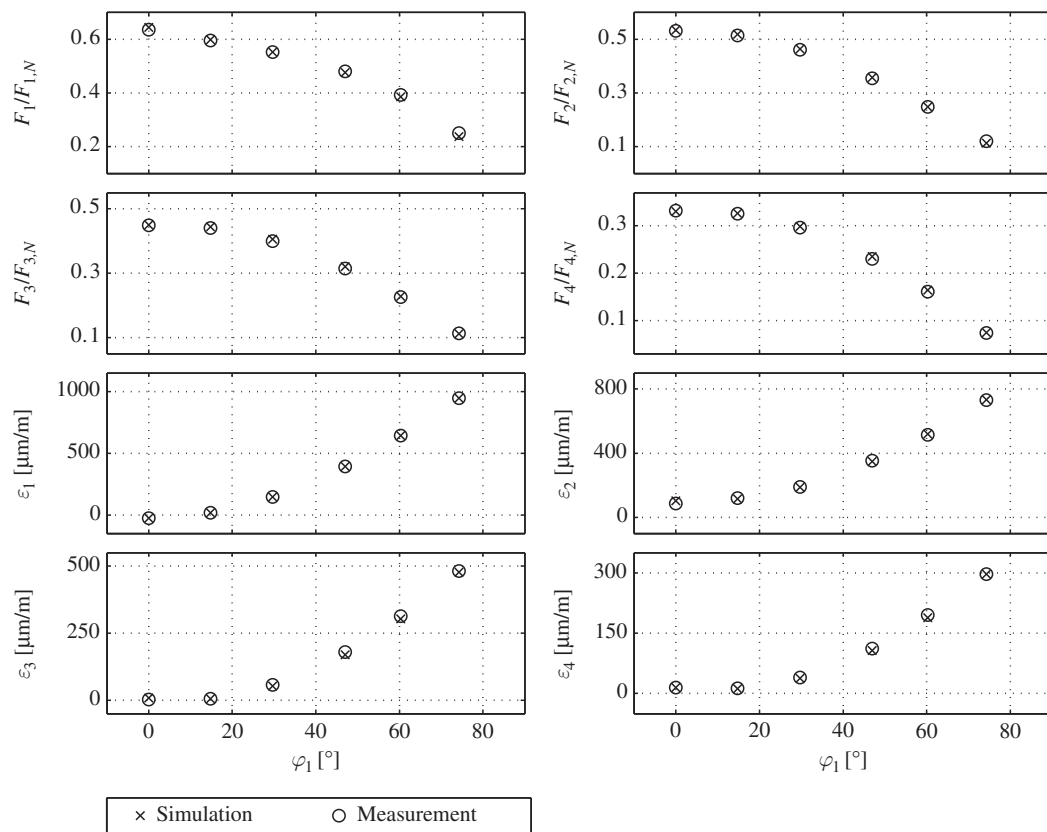 0.6
0.4
0.2
F₁/F₁,N
0.5
0.3
0.1
F₂/F₂,N
0.5
0.3
0.1
F₃/F₃,N
0.3
0.2
0.1
F₄/F₄,N
1000
500
0
ε₁ [µm/m]
800
400
0
ε₂ [µm/m]
500
250
0
ε₃ [µm/m]
0 20 40 60 80
φ₁ [°]
300
150
0
ε₄ [µm/m]
0 20 40 60 80
φ₁ [°]
× Simulation ○ Measurement